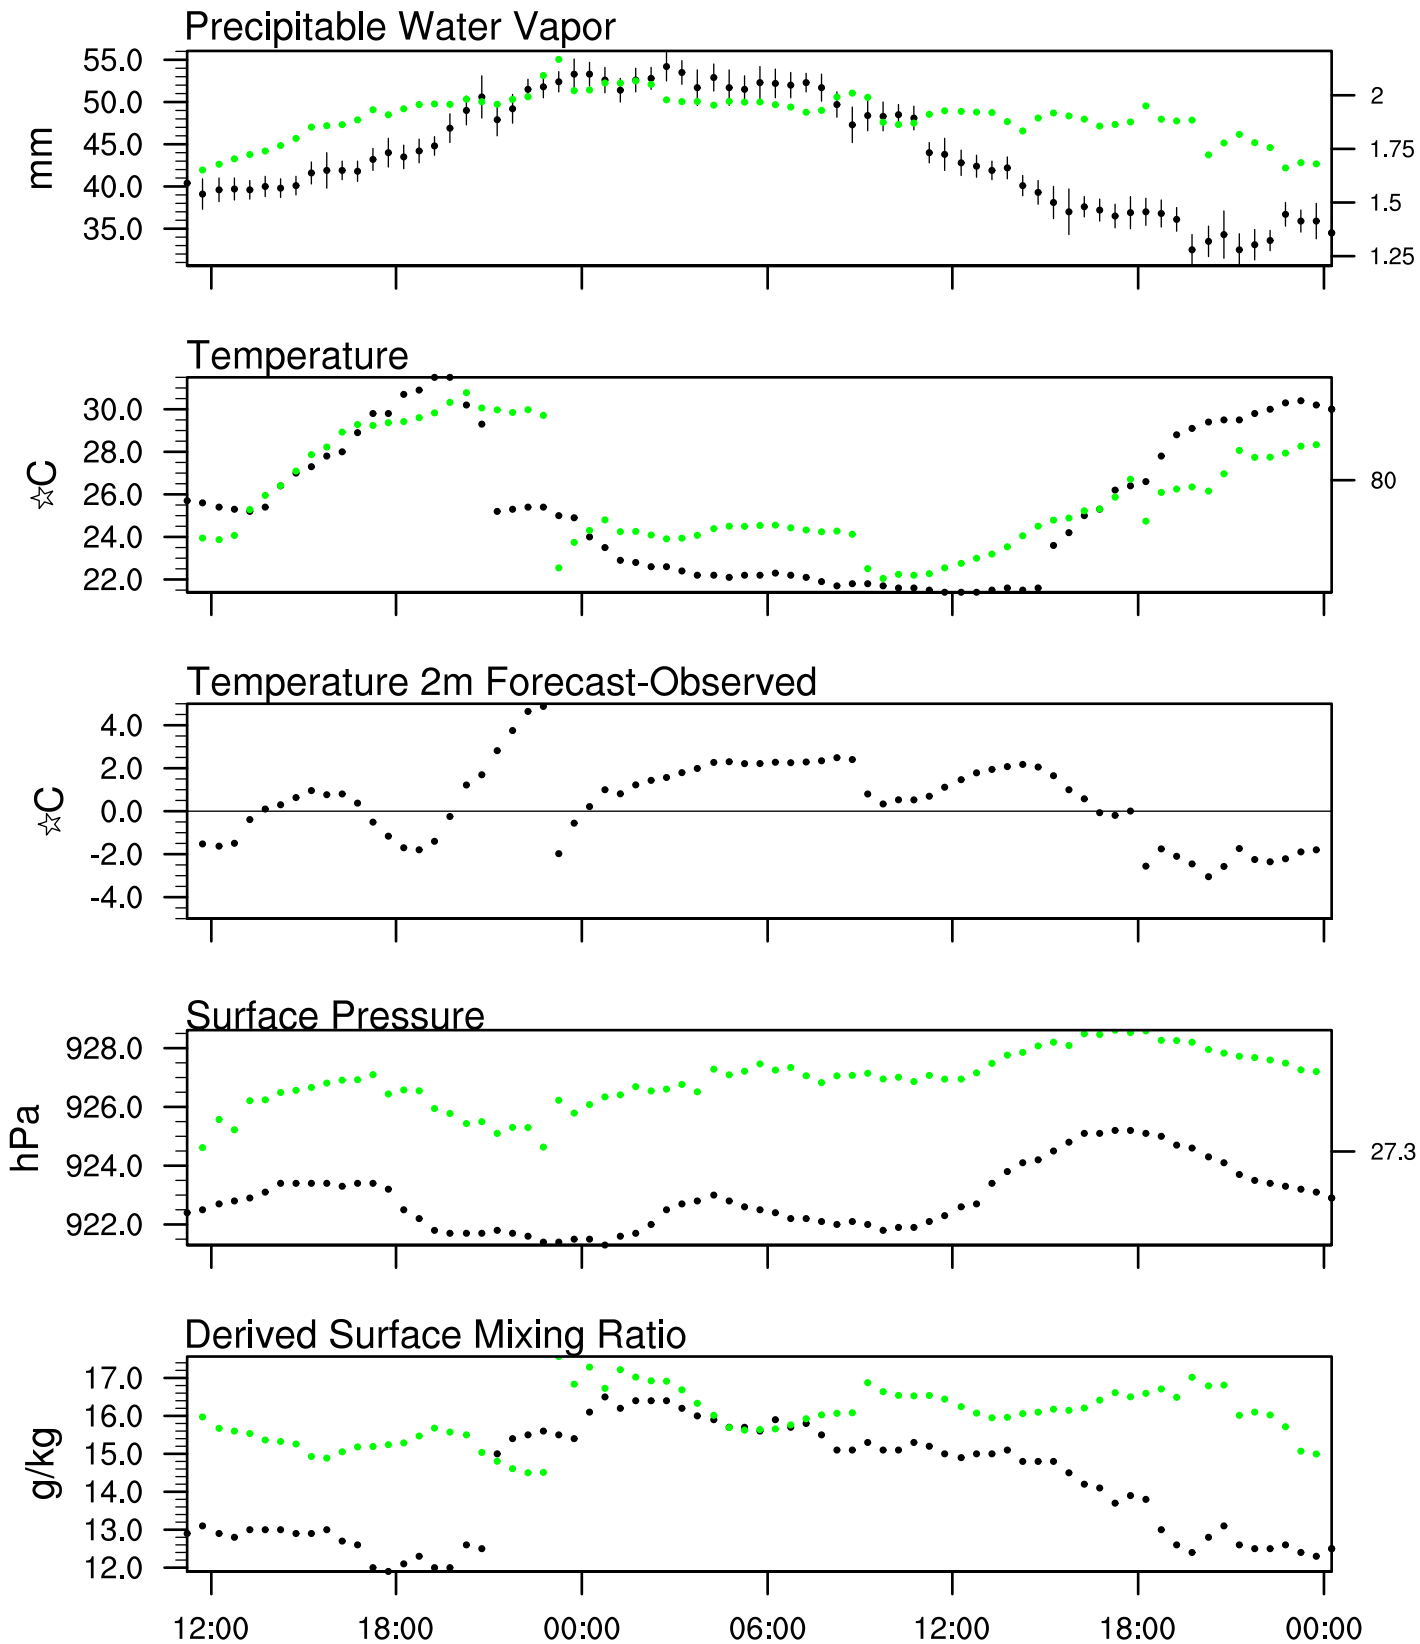 Precipitable Water Vapor
55.0
50.0
45.0
40.0
35.0
mm
2
1.75
1.5
1.25
Temperature
30.0
28.0
26.0
24.0
22.0
☆C
80
Temperature 2m Forecast-Observed
4.0
2.0
0.0
-2.0
-4.0
☆C
Surface Pressure
928.0
926.0
924.0
922.0
hPa
27.3
Derived Surface Mixing Ratio
17.0
16.0
15.0
14.0
13.0
12.0
g/kg
12:00 18:00 00:00 06:00 12:00 18:00 00:00